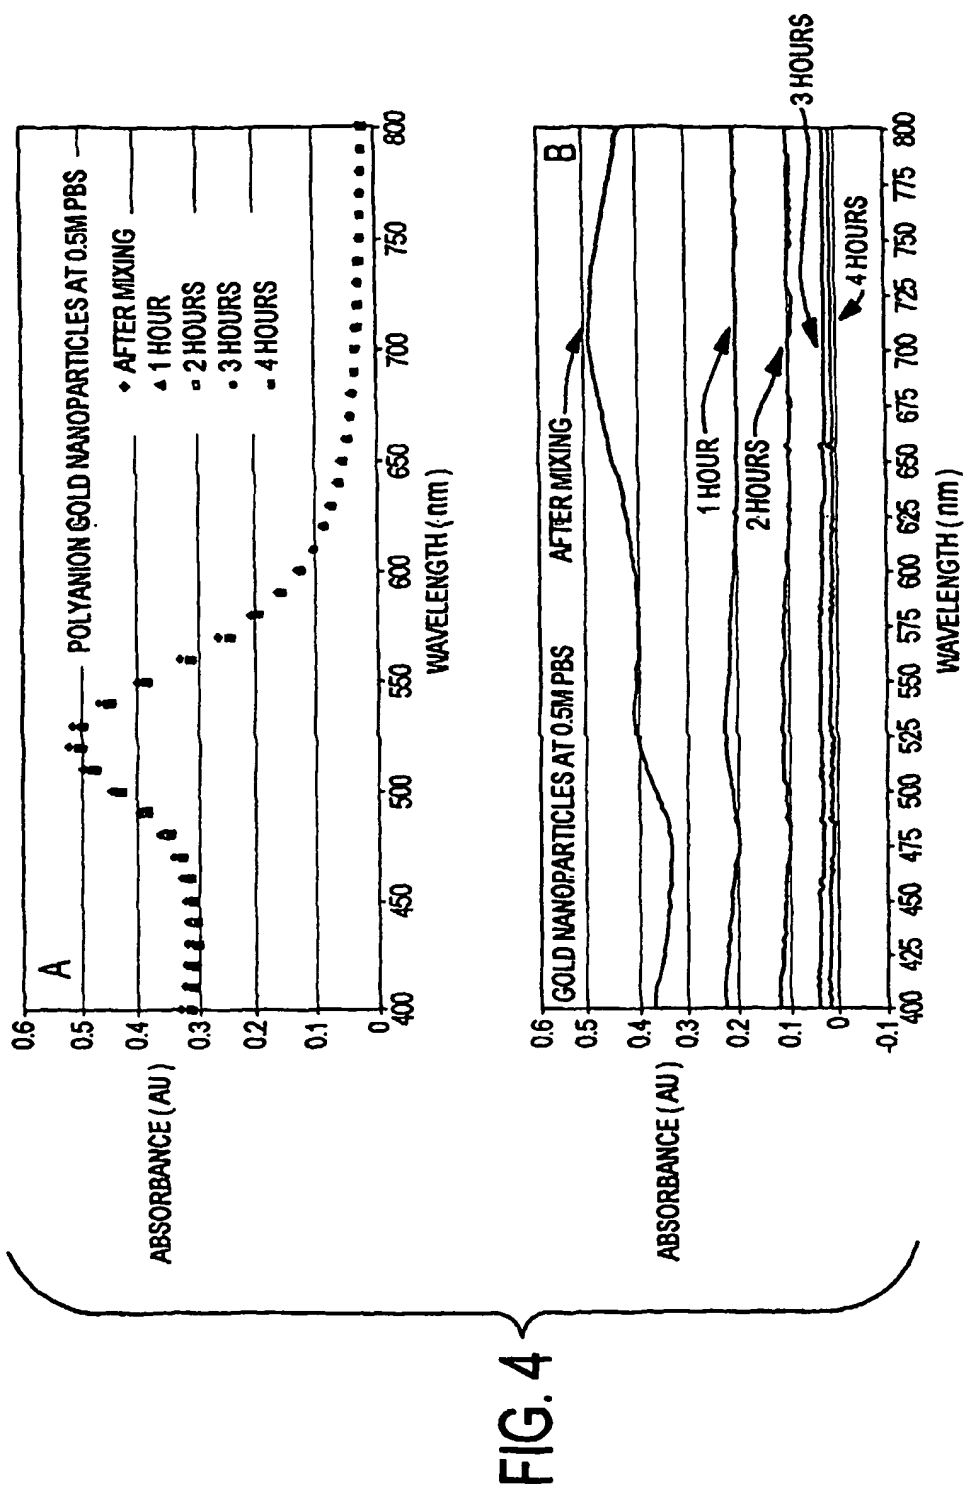 A
POLYANION GOLD NANOPARTICLES AT 0.5M PBS
AFTER MIXING
1 HOUR
2 HOURS
3 HOURS
4 HOURS
ABSORBANCE (AU)
0.6
0.5
0.4
0.3
0.2
0.1
0
400
450
500
550
600
650
700
750
800
WAVELENGTH (nm)
B
GOLD NANOPARTICLES AT 0.5M PBS
AFTER MIXING
1 HOUR
2 HOURS
3 HOURS
4 HOURS
ABSORBANCE (AU)
0.6
0.5
0.4
0.3
0.2
0.1
0
-0.1
400
425
450
475
500
525
550
575
600
625
650
675
700
725
750
775
800
WAVELENGTH (nm)
FIG. 4